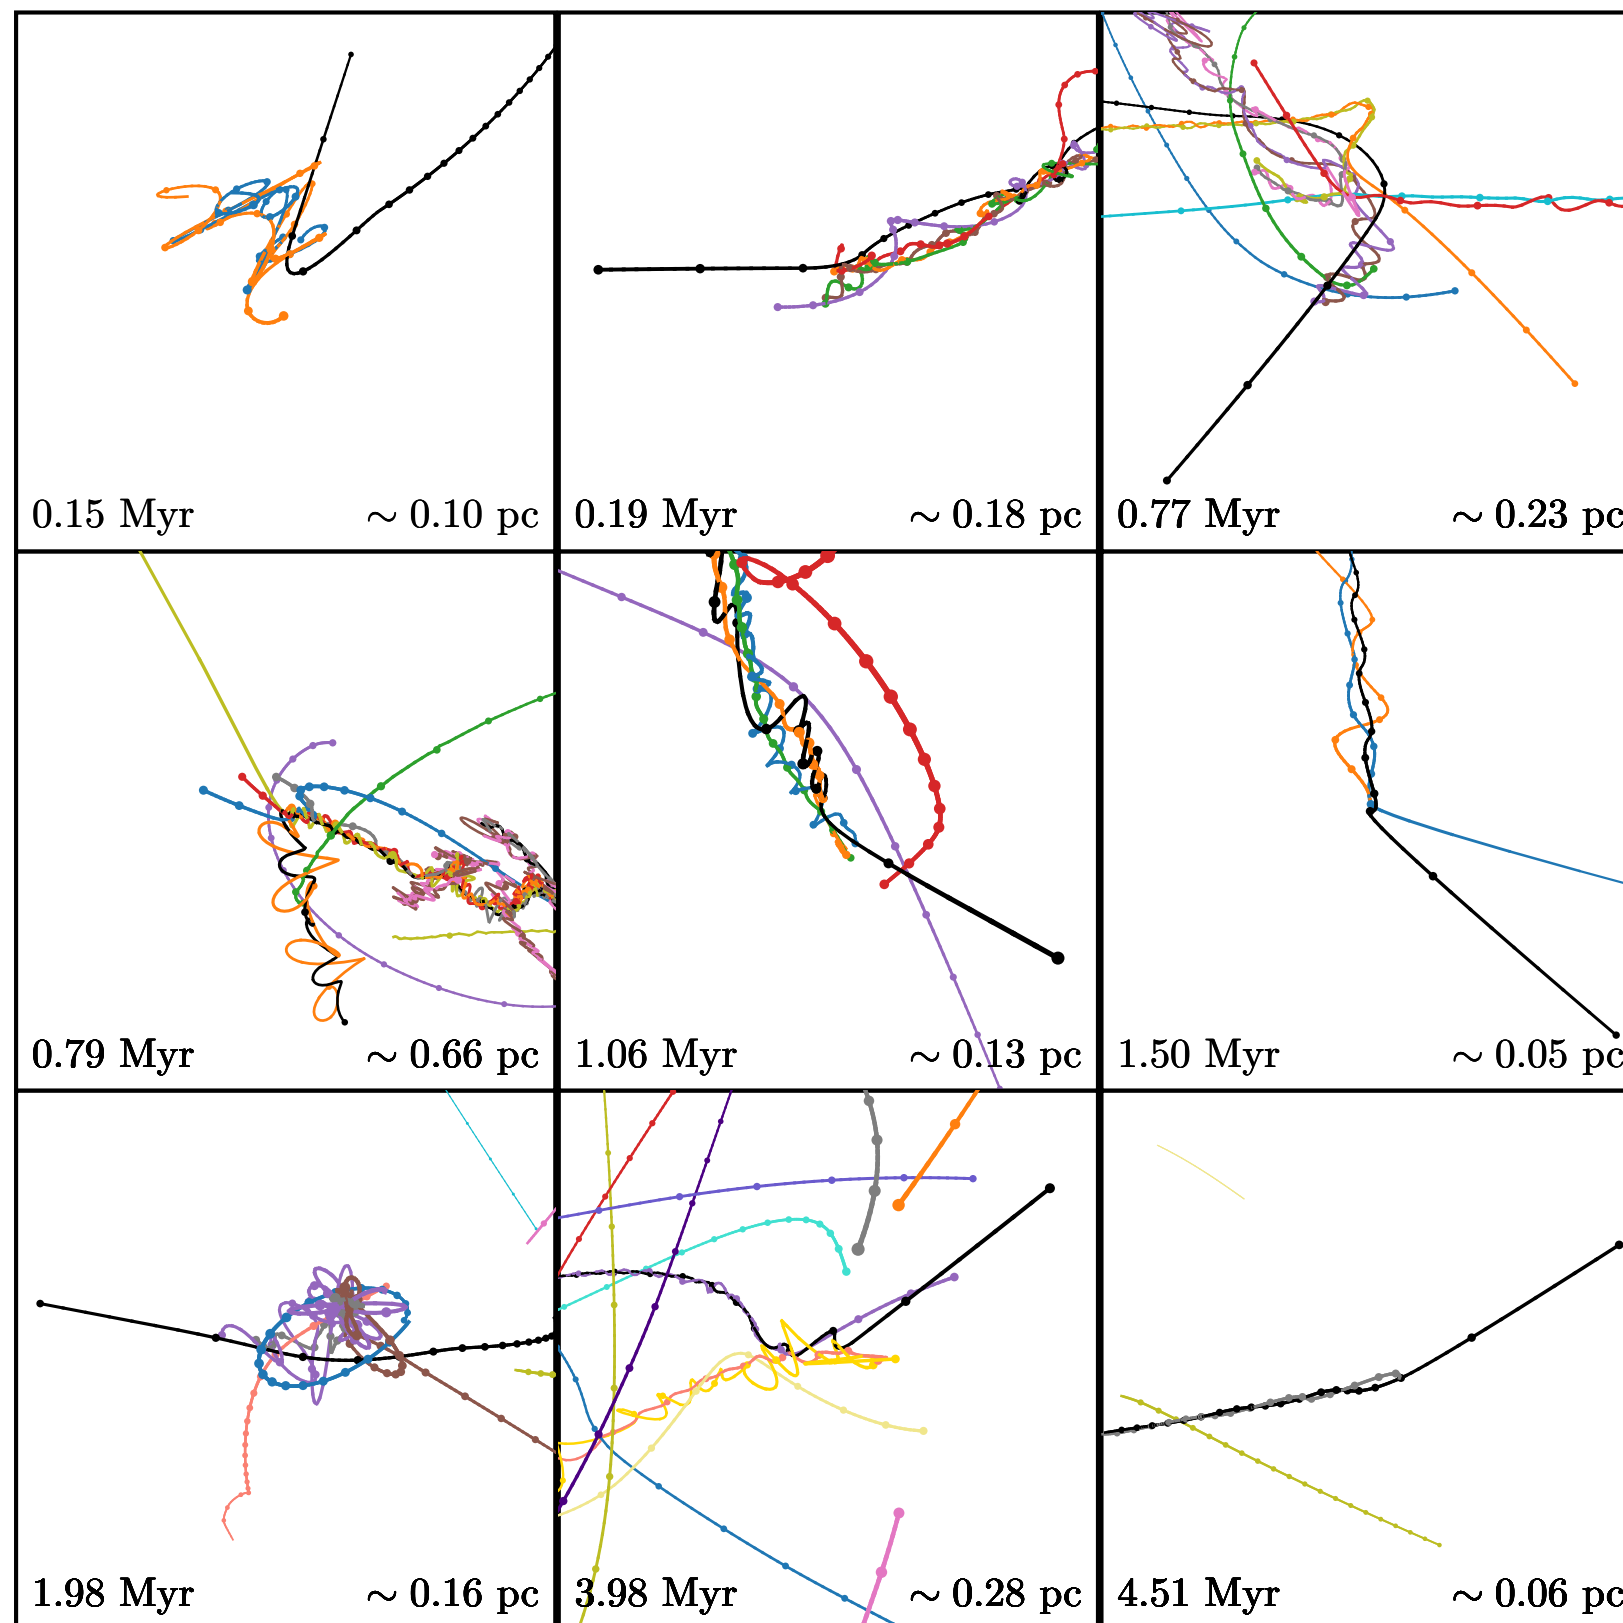 0.15 Myr ∼ 0.10 pc
0.19 Myr ∼ 0.18 pc
0.77 Myr ∼ 0.23 pc
0.79 Myr ∼ 0.66 pc
1.06 Myr ∼ 0.13 pc
1.50 Myr ∼ 0.05 pc
1.98 Myr ∼ 0.16 pc
3.98 Myr ∼ 0.28 pc
4.51 Myr ∼ 0.06 pc